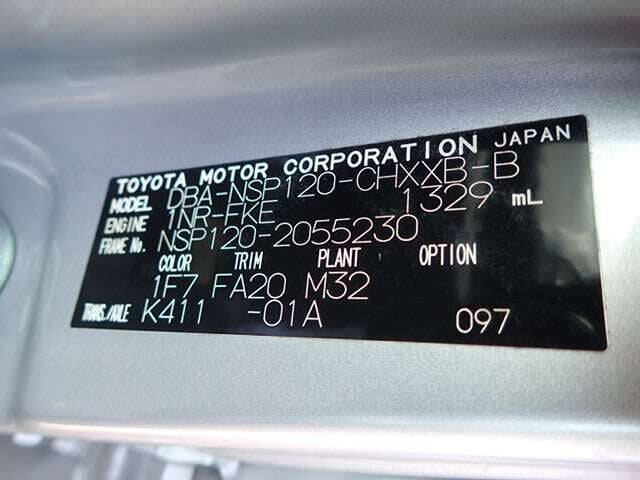 TOYOTA MOTOR CORPORATION JAPAN
MODEL DBA-NSP120-CHXXB-B
ENGINE 1NR-FKE 1329 mL
FRAME No. NSP120-2055230
COLOR TRIM PLANT OPTION
1F7 FA20 M32
TRANS./AXLE K411 -01A 097